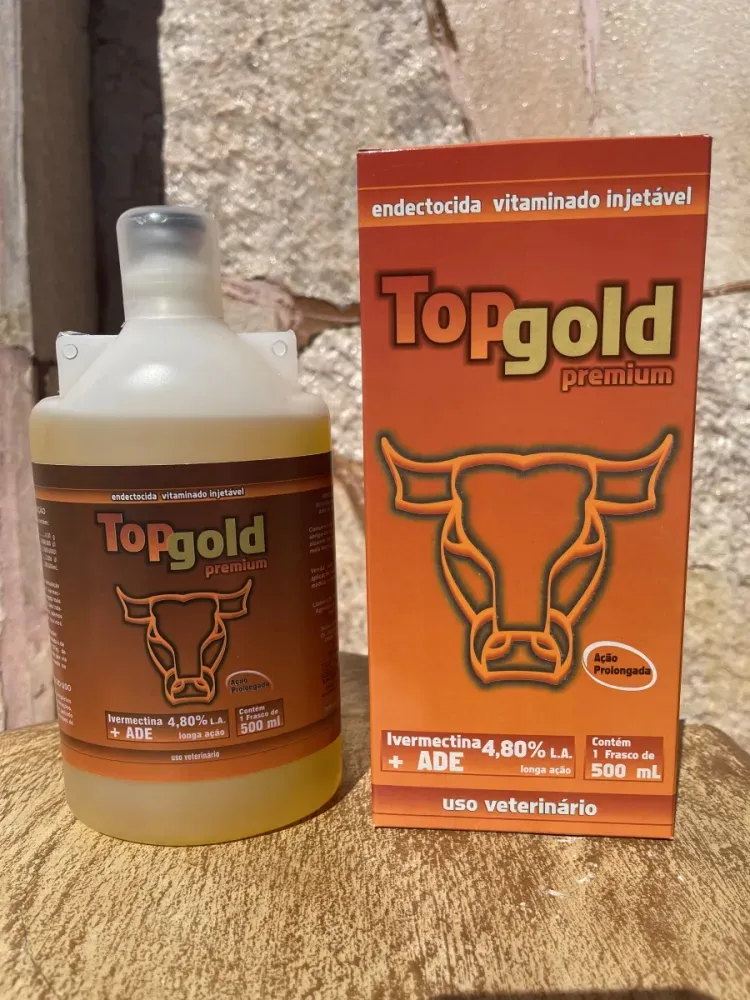 endectocida vitaminado injetável
Topgold
premium
Ação
Prolongada
Ivermectina 4,80% L.A.
+ ADE
longa ação
Contém
1 Frasco de
500 ml
uso veterinário
endectocida vitaminado injetável
Topgold
premium
Ação
Prolongada
Ivermectina 4,80% L.A.
+ ADE
longa ação
Contém
1 Frasco de
500 mL
uso veterinário